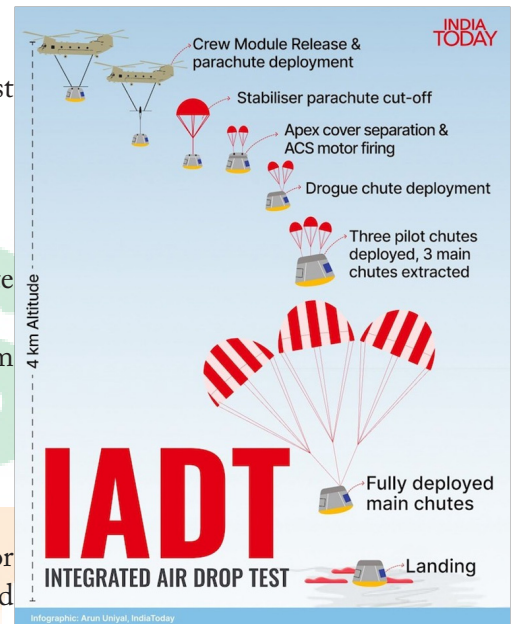 INDIA
TODAY
Crew Module Release &
parachute deployment
st
Stabiliser parachute cut-off
Apex cover separation &
ACS motor firing
Drogue chute deployment
Three pilot chutes
deployed, 3 main
chutes extracted
e
m
4 km Altitude
IADT
INTEGRATED AIR DROP TEST
Fully deployed
main chutes
or
Landing
d
Infographic: Arun Uniyal, IndiaToday